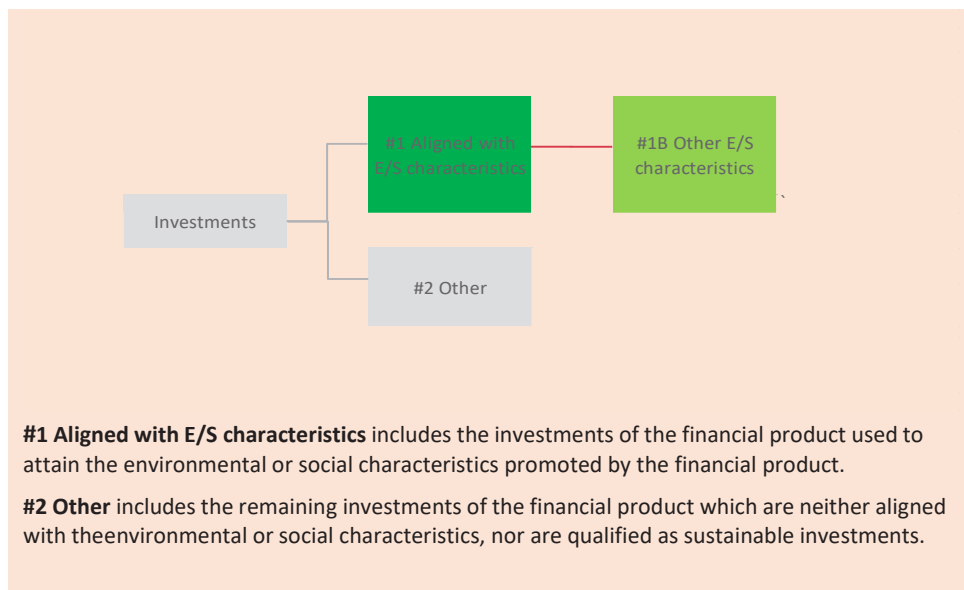 #1 Aligned with
E/S characteristics
#1B Other E/S
characteristics
Investments
#2 Other
#1 Aligned with E/S characteristics includes the investments of the financial product used to
attain the environmental or social characteristics promoted by the financial product.
#2 Other includes the remaining investments of the financial product which are neither aligned
with theenvironmental or social characteristics, nor are qualified as sustainable investments.